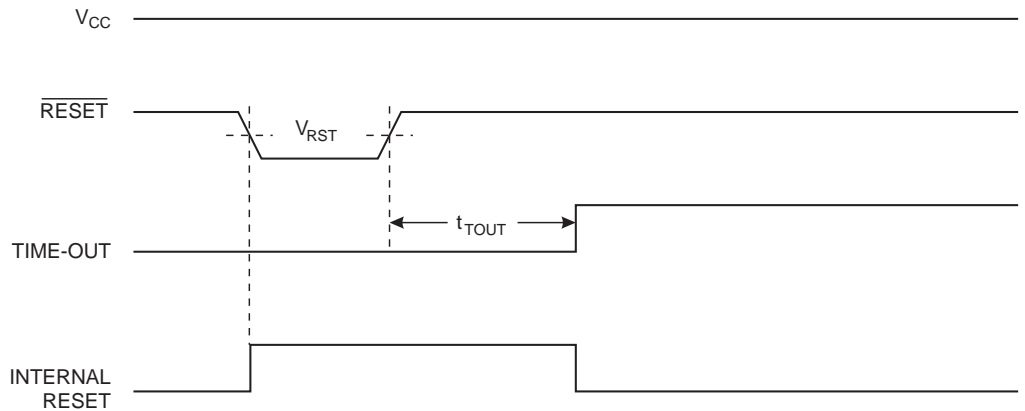 VCC
RESET
VRST
tTOUT
TIME-OUT
INTERNAL
RESET